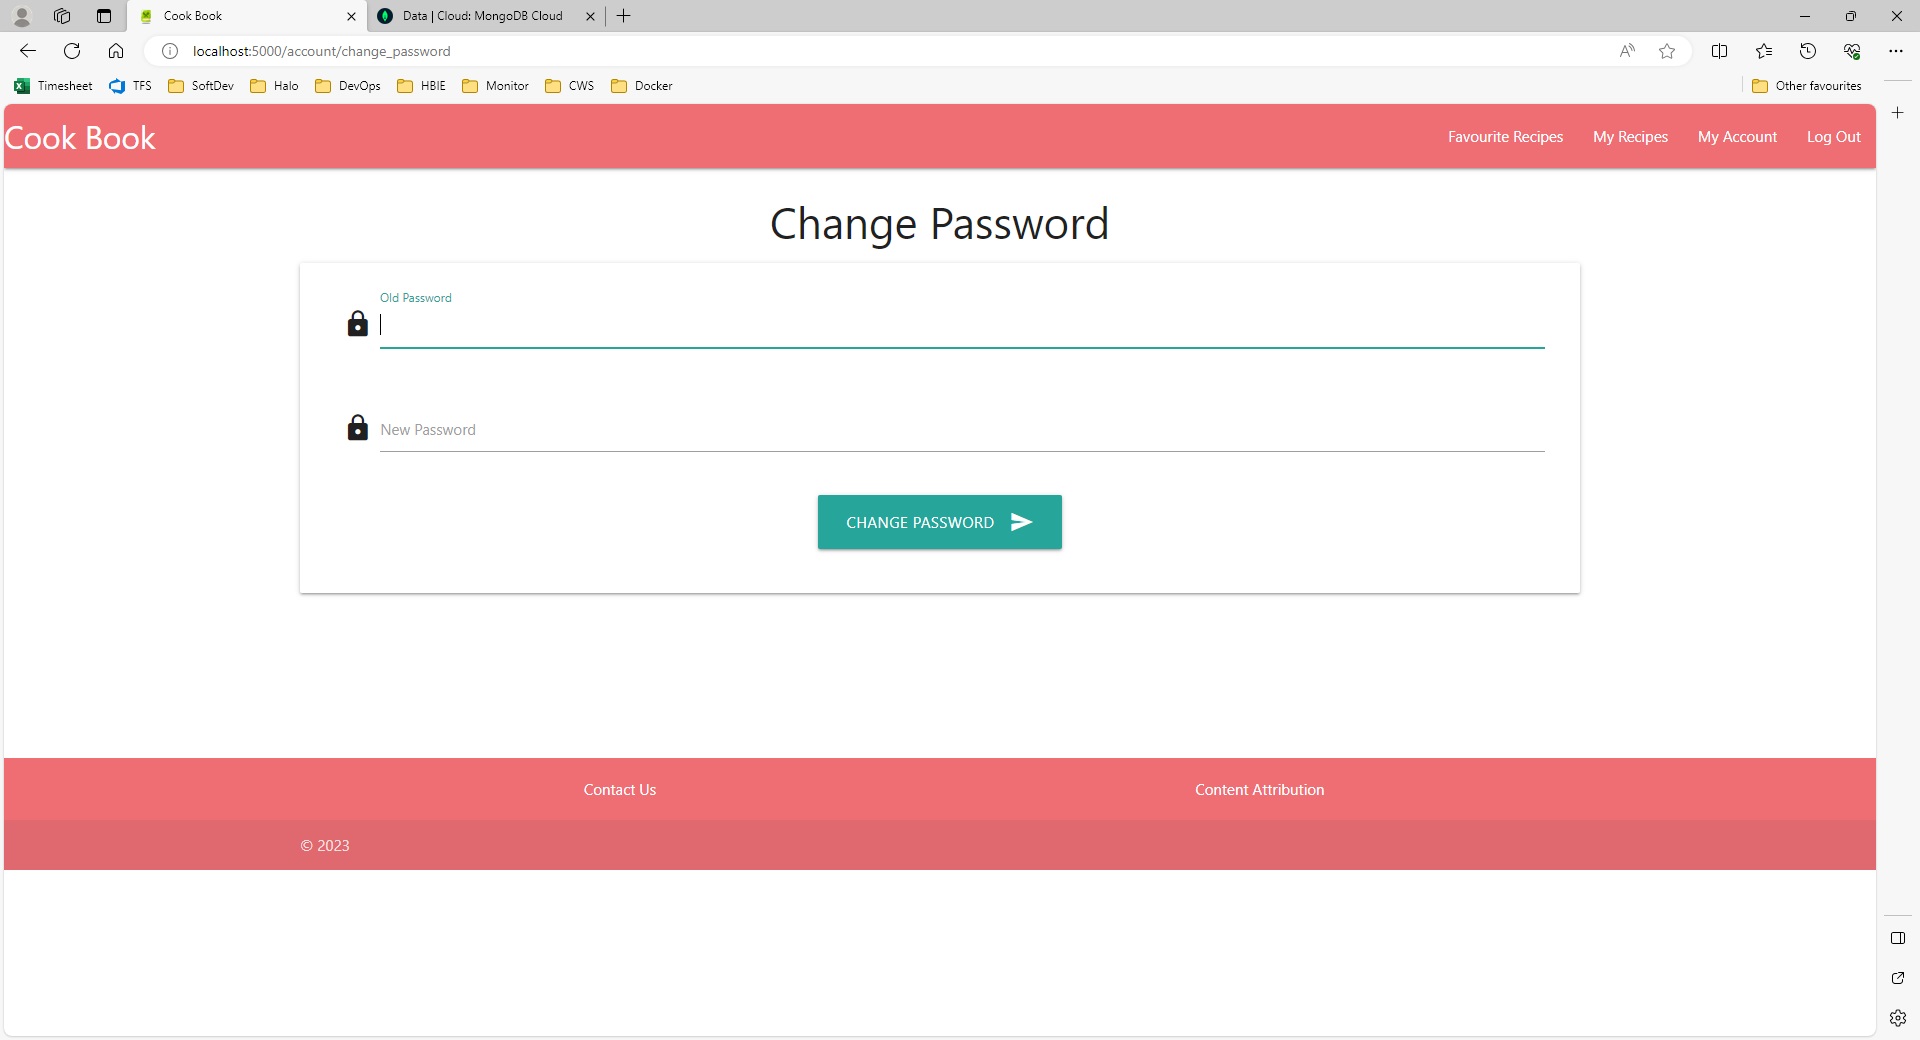 Cook Book
Data | Cloud: MongoDB Cloud
localhost:5000/account/change_password
Timesheet TFS SoftDev Halo DevOps HBIE Monitor CWS Docker Other favourites
Cook Book Favourite Recipes My Recipes My Account Log Out
Change Password
Old Password
New Password
CHANGE PASSWORD
Contact Us Content Attribution
© 2023